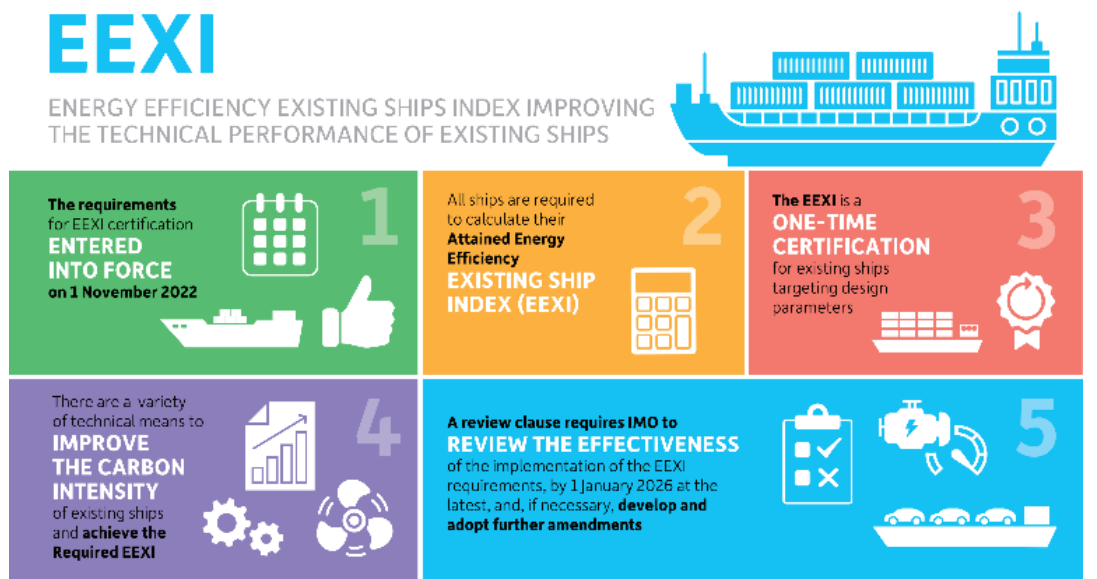 EEXI
ENERGY EFFICIENCY EXISTING SHIPS INDEX IMPROVING
THE TECHNICAL PERFORMANCE OF EXISTING SHIPS
1
The requirements
for EEXI certification
ENTERED
INTO FORCE
on 1 November 2022
2
All ships are required
to calculate their
Attained Energy
Efficiency
EXISTING SHIP
INDEX (EEXI)
3
The EEXI is a
ONE-TIME
CERTIFICATION
for existing ships
targeting design
parameters
4
There are a variety
of technical means to
IMPROVE
THE CARBON
INTENSITY
of existing ships
and achieve the
Required EEXI
5
A review clause requires IMO to
REVIEW THE EFFECTIVENESS
of the implementation of the EEXI
requirements, by 1 January 2026 at the
latest, and, if necessary, develop and
adopt further amendments